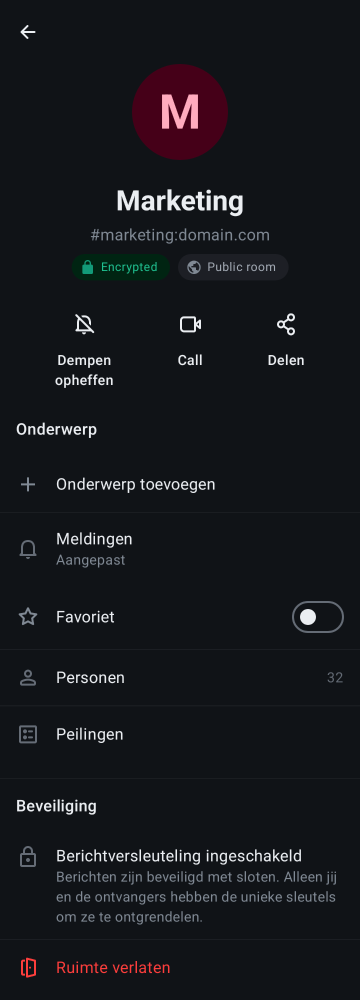 M
Marketing
#marketing:domain.com
Encrypted
Public room
Dempen
opheffen
Call
Delen
Onderwerp
Onderwerp toevoegen
Meldingen
Aangepast
Favoriet
Personen
32
Peilingen
Beveiliging
Berichtversleuteling ingeschakeld
Berichten zijn beveiligd met sloten. Alleen jij
en de ontvangers hebben de unieke sleutels
om ze te ontgrendelen.
Ruimte verlaten